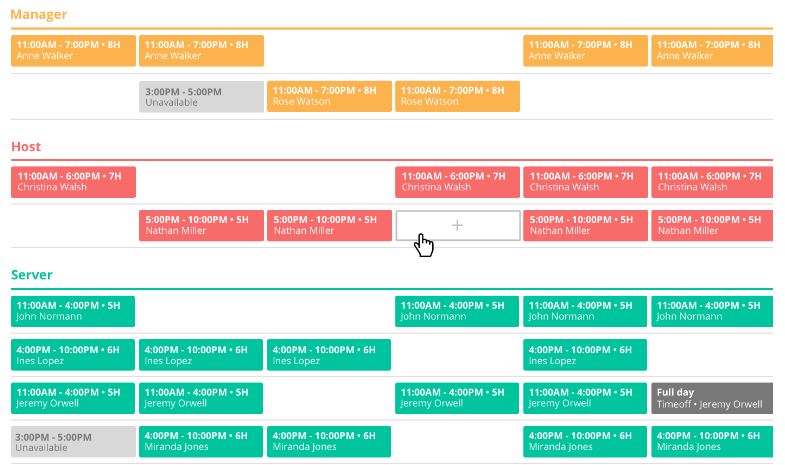 Manager
11:00AM - 7:00PM • 8H 11:00AM - 7:00PM • 8H 11:00AM - 7:00PM • 8H 11:00AM - 7:00PM • 8H
Anne Walker Anne Walker Anne Walker Anne Walker
3:00PM - 5:00PM 11:00AM - 7:00PM • 8H 11:00AM - 7:00PM • 8H
Unavailable Rose Watson Rose Watson
Host
11:00AM - 6:00PM • 7H 11:00AM - 6:00PM • 7H 11:00AM - 6:00PM • 7H 11:00AM - 6:00PM • 7H
Christina Walsh Christina Walsh Christina Walsh Christina Walsh
5:00PM - 10:00PM • 5H 5:00PM - 10:00PM • 5H + 5:00PM - 10:00PM • 5H 5:00PM - 10:00PM • 5H
Nathan Miller Nathan Miller Nathan Miller Nathan Miller
Server
11:00AM - 4:00PM • 5H 11:00AM - 4:00PM • 5H 11:00AM - 4:00PM • 5H 11:00AM - 4:00PM • 5H
John Normann John Normann John Normann John Normann
4:00PM - 10:00PM • 6H 4:00PM - 10:00PM • 6H 4:00PM - 10:00PM • 6H 4:00PM - 10:00PM • 6H
Ines Lopez Ines Lopez Ines Lopez Ines Lopez
11:00AM - 4:00PM • 5H 11:00AM - 4:00PM • 5H 11:00AM - 4:00PM • 5H 11:00AM - 4:00PM • 5H Full day
Jeremy Orwell Jeremy Orwell Jeremy Orwell Jeremy Orwell Timeoff • Jeremy Orwell
3:00PM - 5:00PM 4:00PM - 10:00PM • 6H 4:00PM - 10:00PM • 6H 4:00PM - 10:00PM • 6H 4:00PM - 10:00PM • 6H
Unavailable Miranda Jones Miranda Jones Miranda Jones Miranda Jones